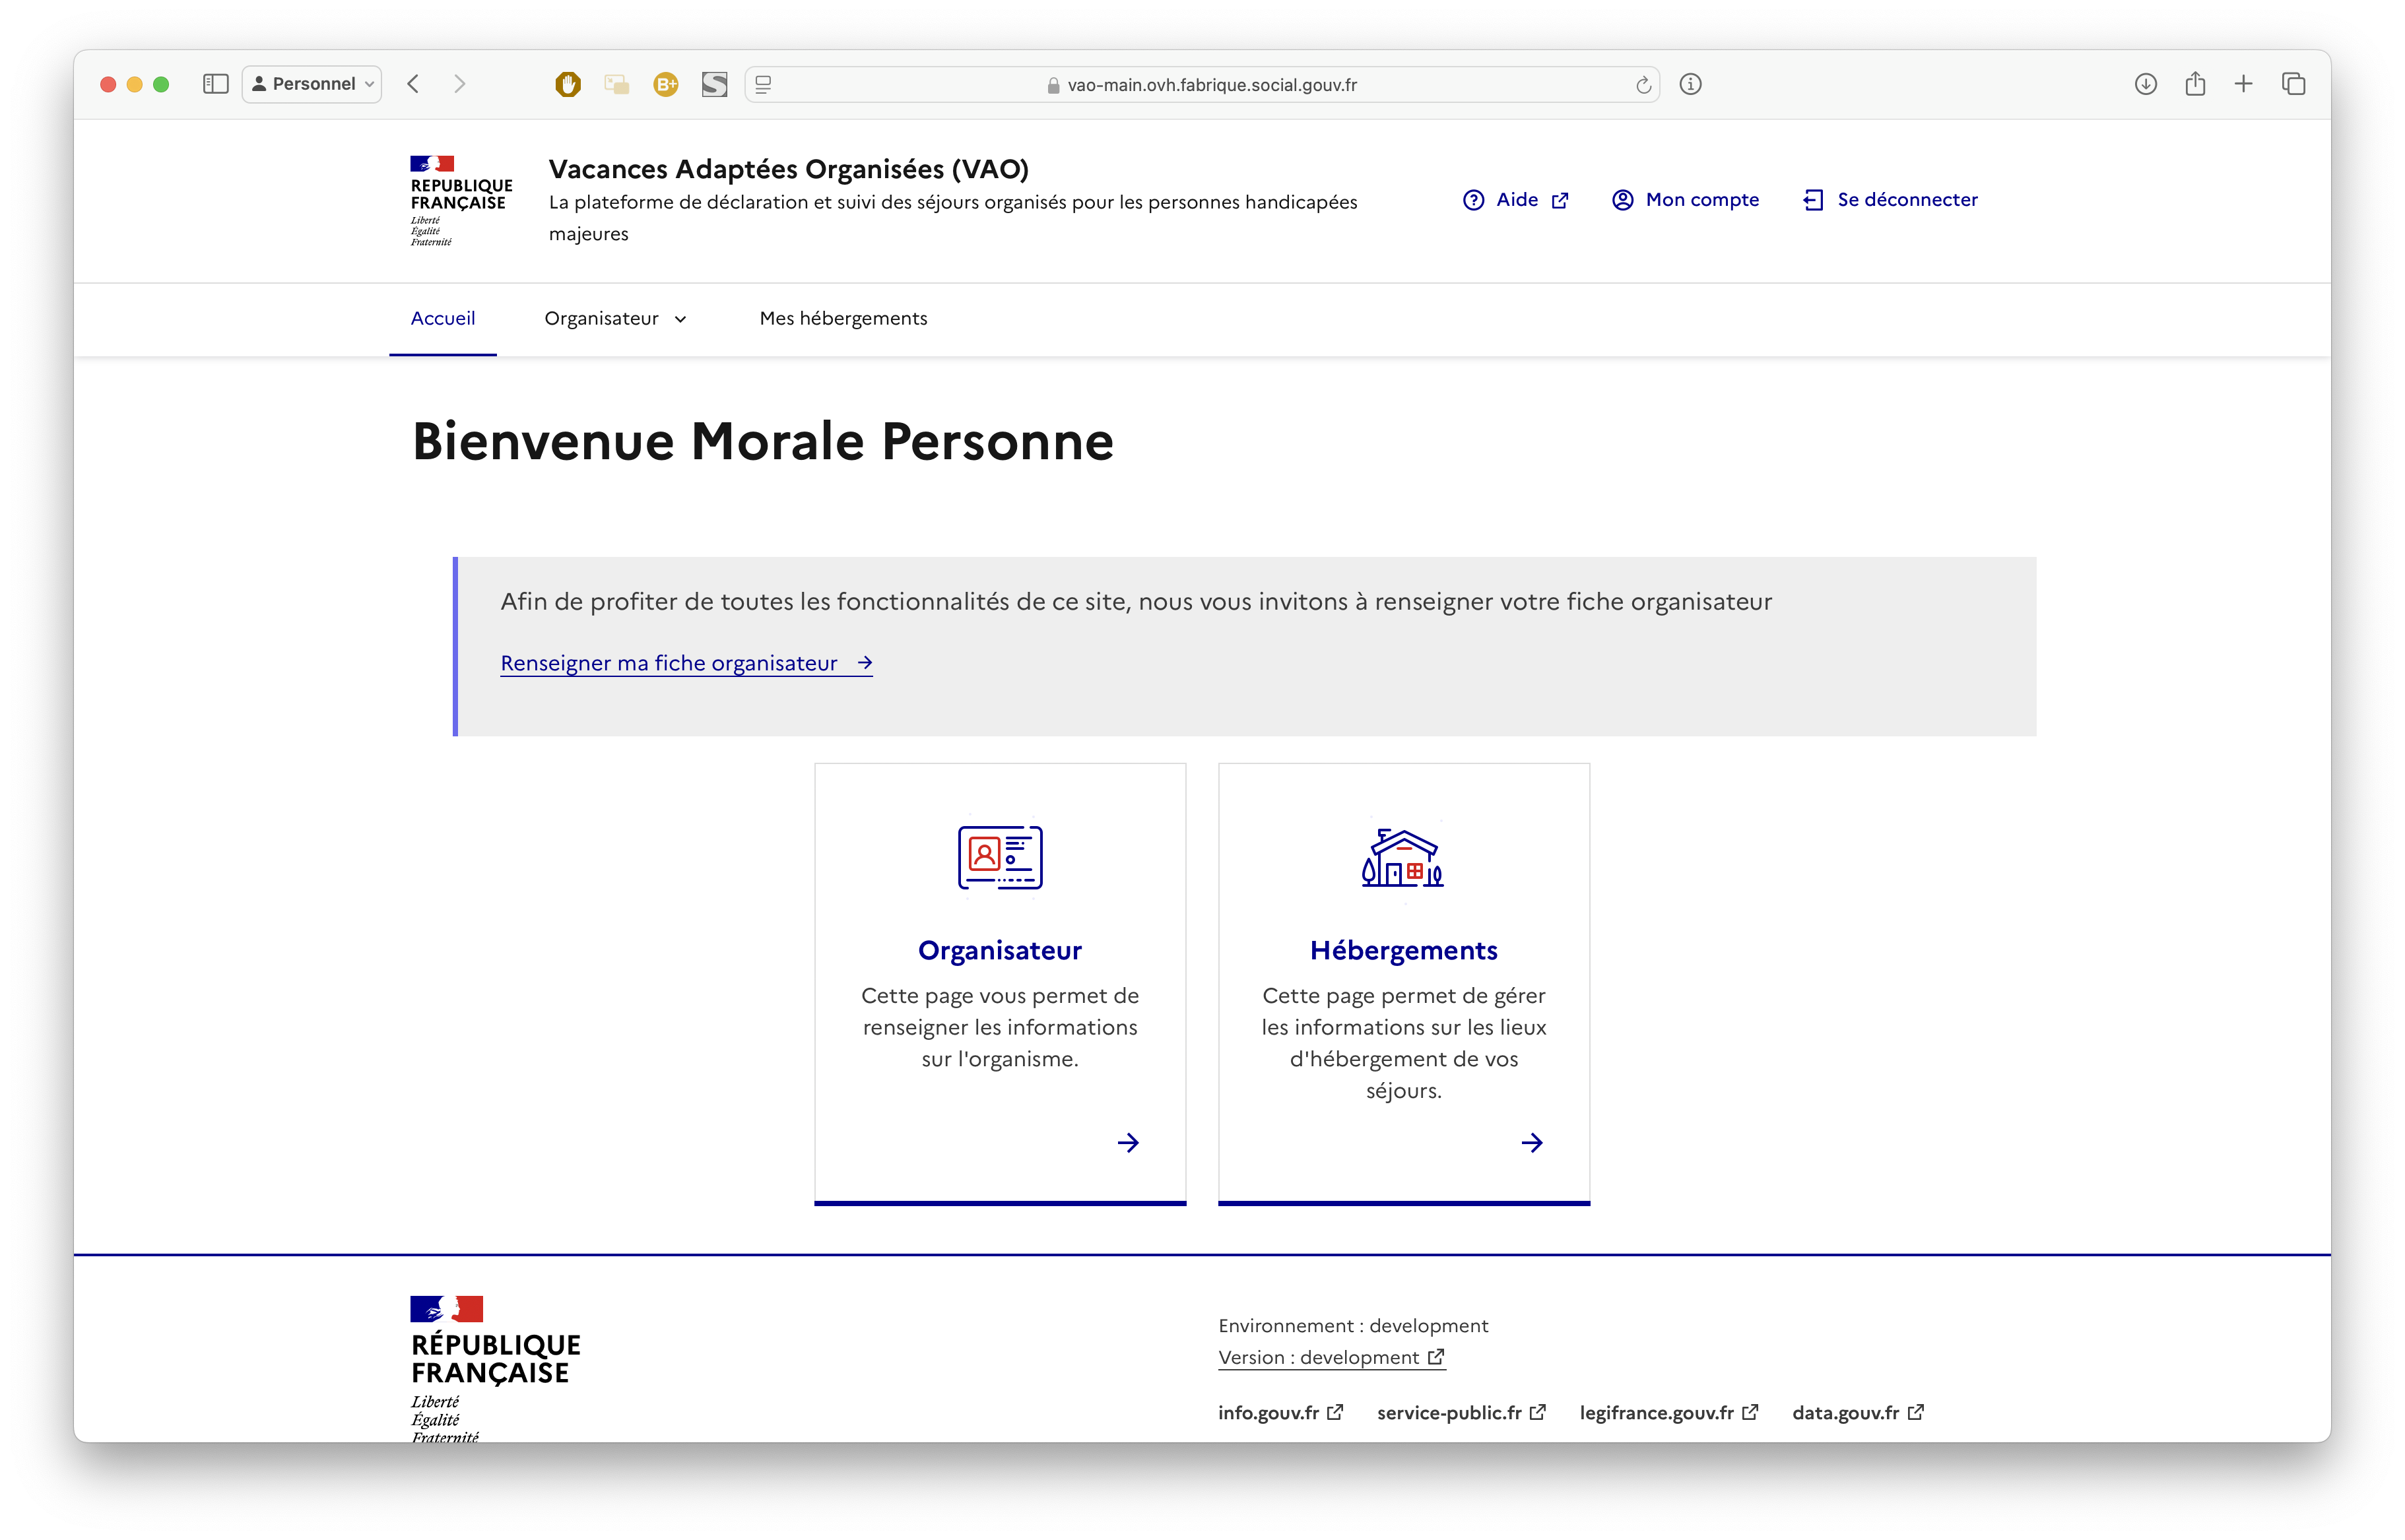 Personnel
B+
vao-main.ovh.fabrique.social.gouv.fr
RÉPUBLIQUE
FRANÇAISE
Liberté
Égalité
Fraternité
Vacances Adaptées Organisées (VAO)
La plateforme de déclaration et suivi des séjours organisés pour les personnes handicapées
majeures
Aide
Mon compte
Se déconnecter
Accueil
Organisateur
Mes hébergements
Bienvenue Morale Personne
Afin de profiter de toutes les fonctionnalités de ce site, nous vous invitons à renseigner votre fiche organisateur
Renseigner ma fiche organisateur
Organisateur
Cette page vous permet de
renseigner les informations
sur l'organisme.
Hébergements
Cette page permet de gérer
les informations sur les lieux
d'hébergement de vos
séjours.
RÉPUBLIQUE
FRANÇAISE
Liberté
Égalité
Fraternité
Environnement : development
Version : development
info.gouv.fr
service-public.fr
legifrance.gouv.fr
data.gouv.fr